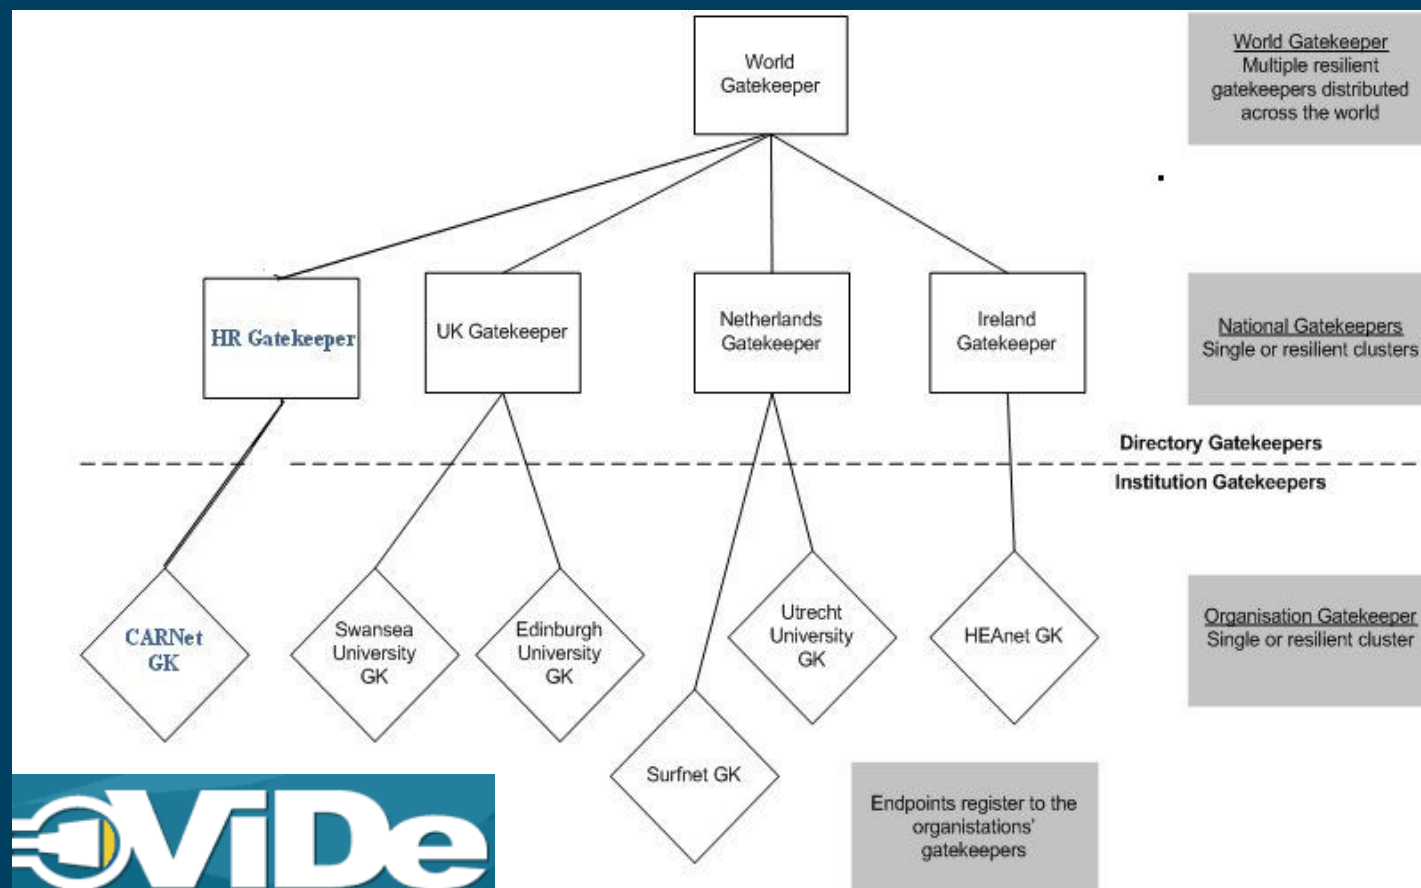 World
Gatekeeper
World Gatekeeper
Multiple resilient
gatekeepers distributed
across the world
HR Gatekeeper
UK Gatekeeper
Netherlands
Gatekeeper
Ireland
Gatekeeper
National Gatekeepers
Single or resilient clusters
Directory Gatekeepers
Institution Gatekeepers
CARNet
GK
Swansea
University
GK
Edinburgh
University
GK
Utrecht
University
GK
HEAnet GK
Organisation Gatekeeper
Single or resilient cluster
Surfnet GK
Endpoints register to the
organistations'
gatekeepers
ViDe